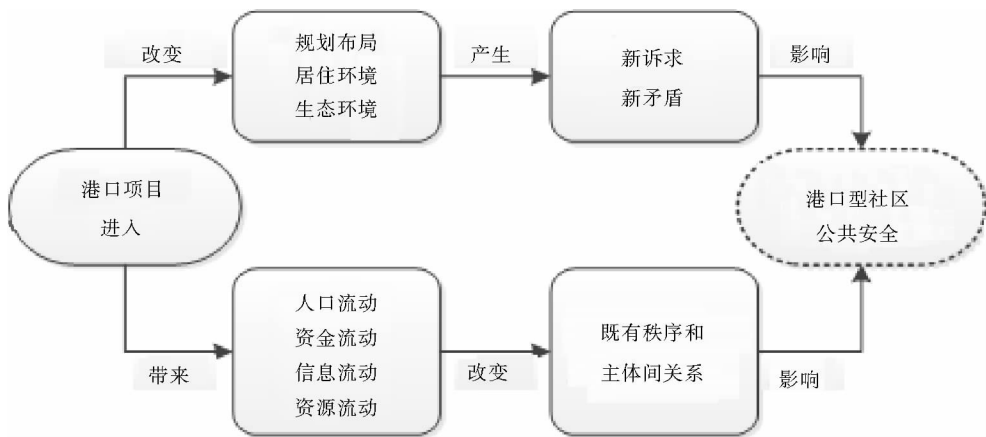 改变
规划布局
居住环境
生态环境
产生
新诉求
新矛盾
影响
港口项目
进入
港口型社区
公共安全
带来
人口流动
资金流动
信息流动
资源流动
改变
既有秩序和
主体间关系
影响